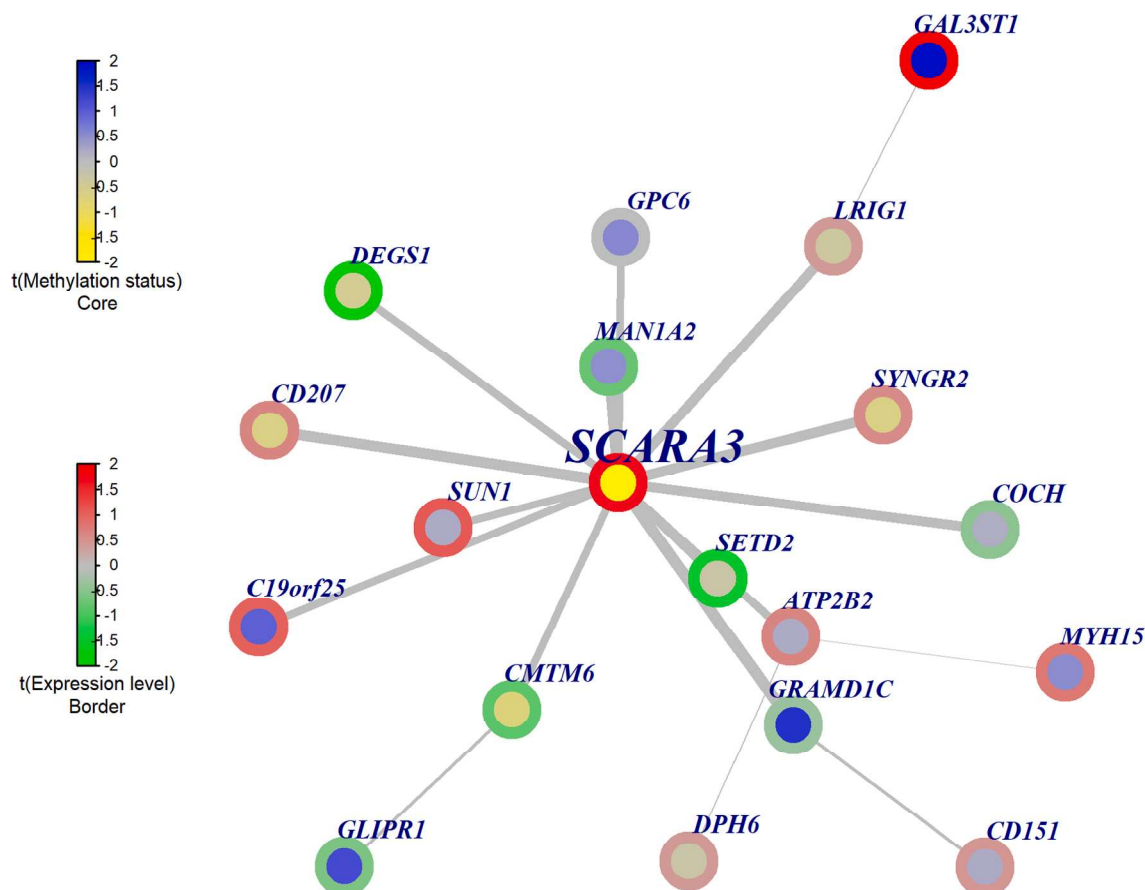 GAL3ST1
2
1.5
1
0.5
0
-0.5
-1
-1.5
-2
t(Methylation status)
Core
GPC6
LRIG1
DEGS1
MAN1A2
CD207
SYNGR2
SCARA3
2
1.5
1
0.5
0
-0.5
-1
-1.5
-2
t(Expression level)
Border
SUN1
COCH
SETD2
C19orf25
ATP2B2
MYH15
CMTM6
GRAMD1C
GLIPR1
DPH6
CD151